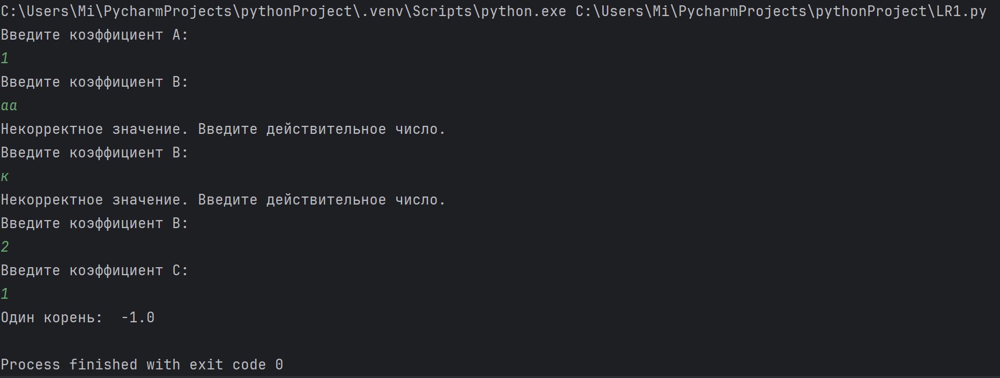 C:\Users\Mi\PycharmProjects\pythonProject\.venv\Scripts\python.exe C:\Users\Mi\PycharmProjects\pythonProject\LR1.py
Введите коэффициент A:
1
Введите коэффициент B:
аа
Некорректное значение. Введите действительное число.
Введите коэффициент B:
к
Некорректное значение. Введите действительное число.
Введите коэффициент B:
2
Введите коэффициент C:
1
Один корень:  -1.0
Process finished with exit code 0